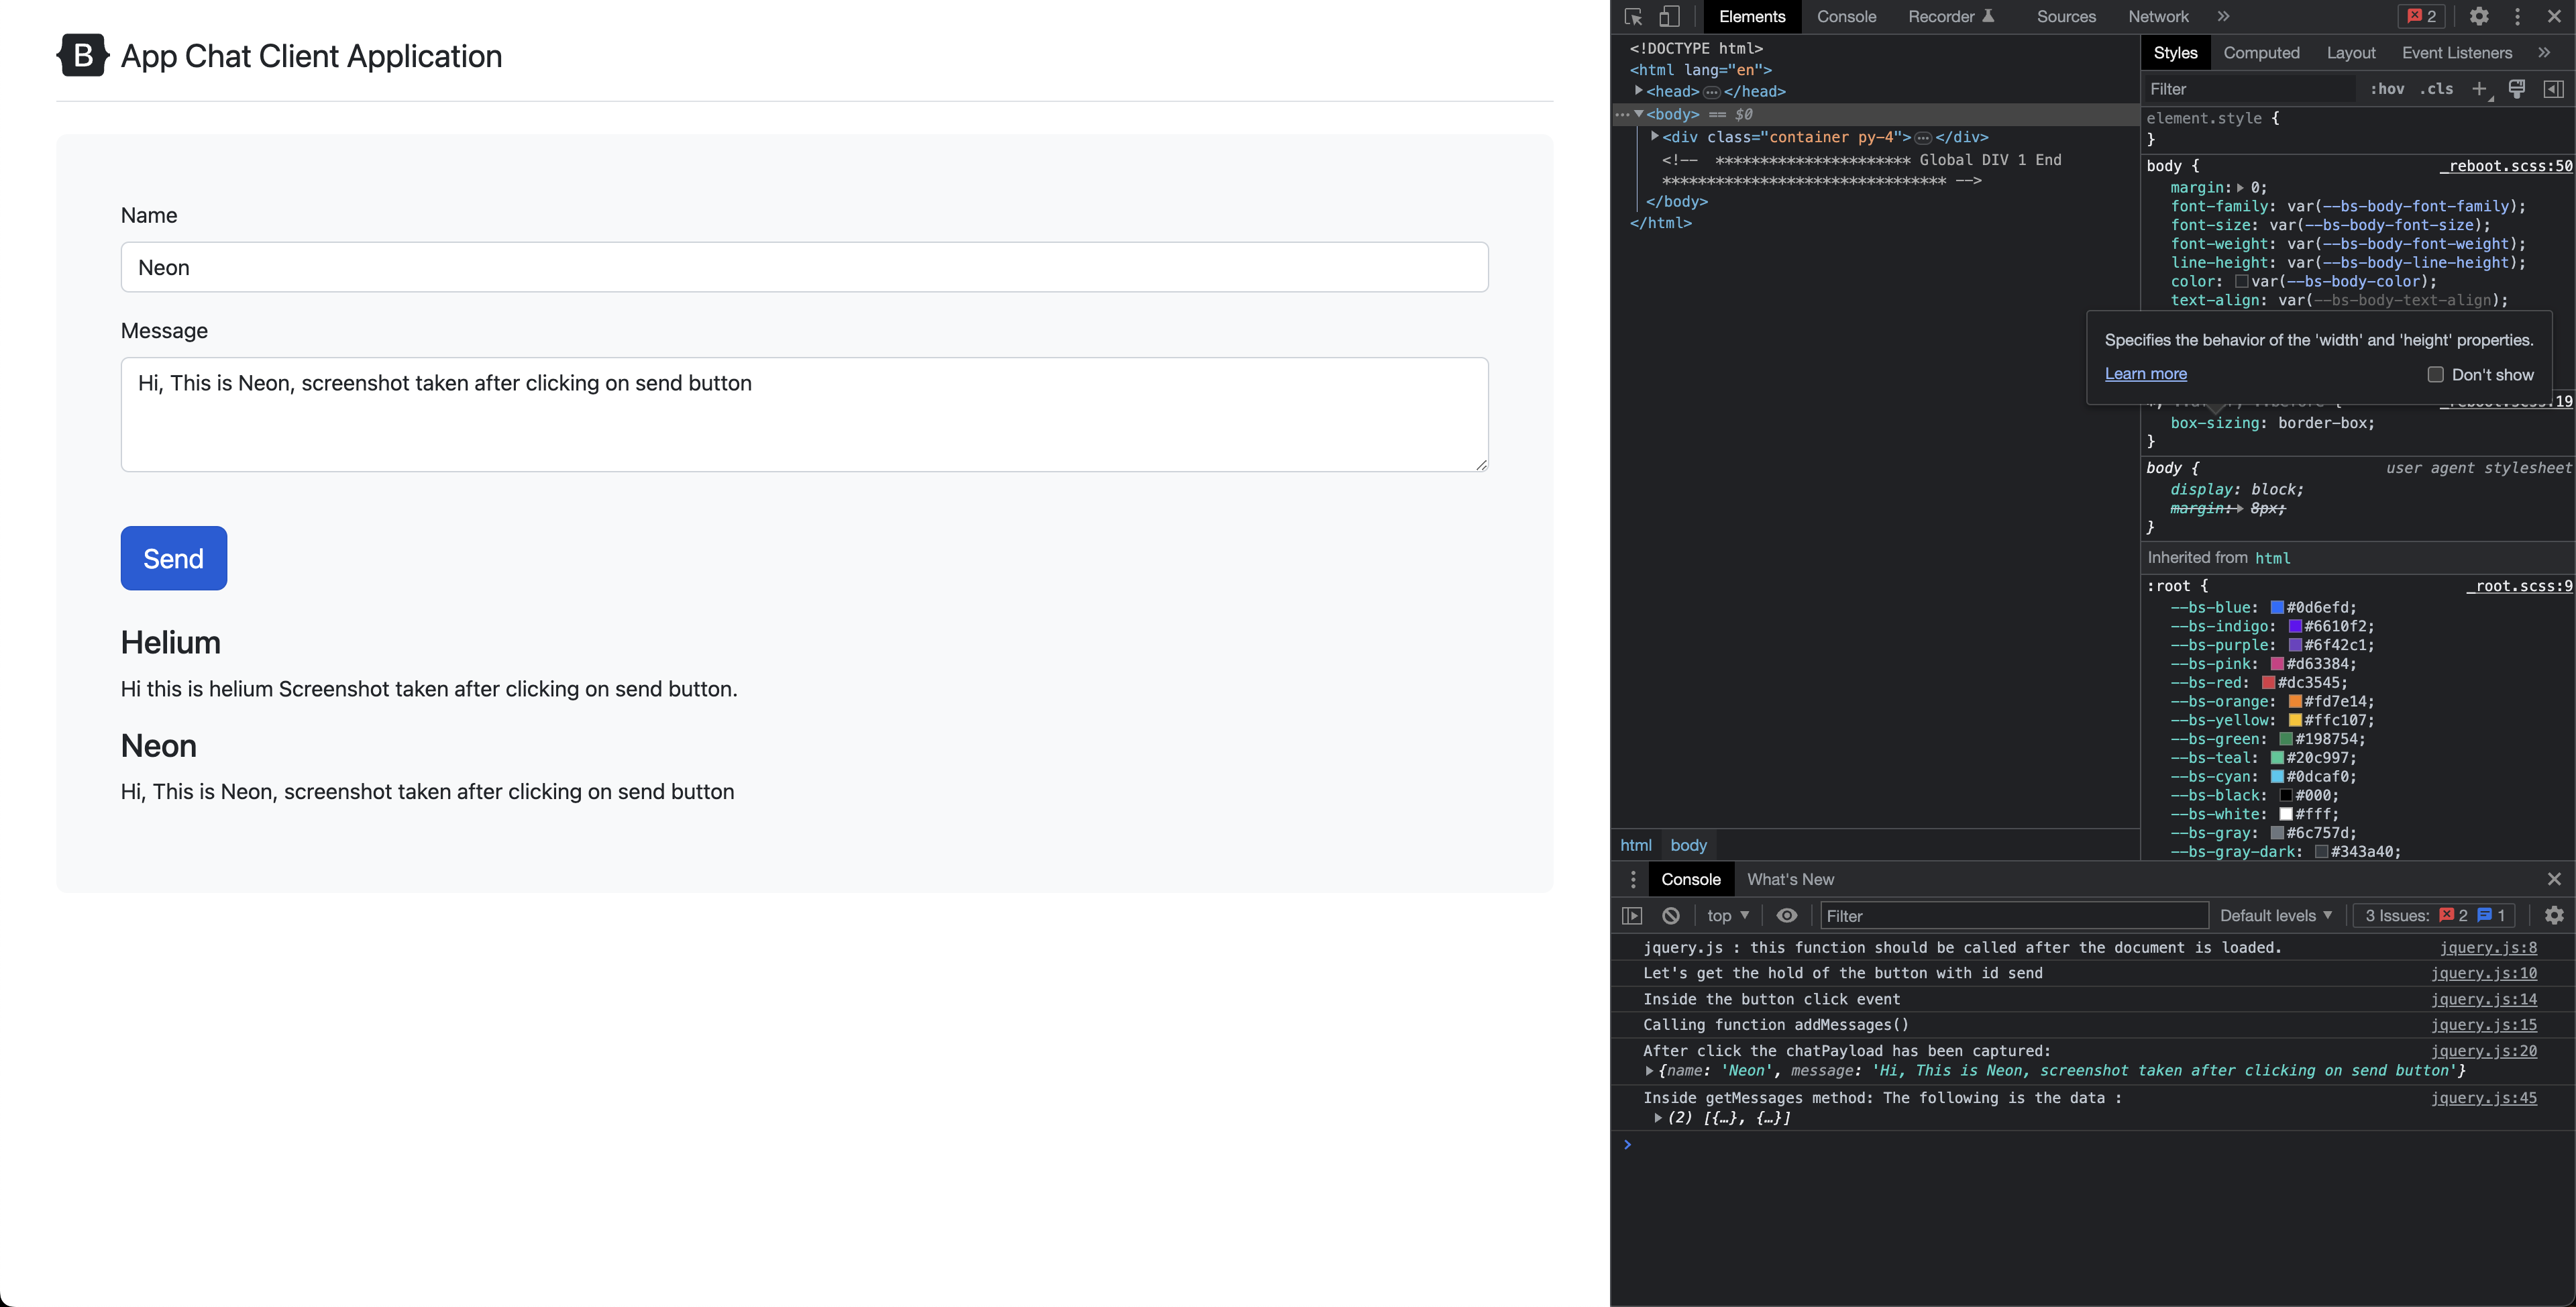 B App Chat Client Application
Name
Neon
Message
Hi, This is Neon, screenshot taken after clicking on send button
Send
Helium
Hi this is helium Screenshot taken after clicking on send button.
Neon
Hi, This is Neon, screenshot taken after clicking on send button
Elements Console Recorder Sources Network 2
<!DOCTYPE html>
<html lang="en">
<head> … </head>
<body> == $0
<div class="container py-4"> … </div>
<!-- ********************** Global DIV 1 End
******************************** -->
</body>
</html>
html body
Styles Computed Layout Event Listeners
Filter :hov .cls
element.style {
}
body { _reboot.scss:50
margin: 0;
font-family: var(--bs-body-font-family);
font-size: var(--bs-body-font-size);
font-weight: var(--bs-body-font-weight);
line-height: var(--bs-body-line-height);
color: var(--bs-body-color);
text-align: var(--bs-body-text-align);
Specifies the behavior of the 'width' and 'height' properties.
Learn more Don't show
box-sizing: border-box;
}
body { user agent stylesheet
display: block;
margin: 8px;
}
Inherited from html
:root { _root.scss:9
--bs-blue: #0d6efd;
--bs-indigo: #6610f2;
--bs-purple: #6f42c1;
--bs-pink: #d63384;
--bs-red: #dc3545;
--bs-orange: #fd7e14;
--bs-yellow: #ffc107;
--bs-green: #198754;
--bs-teal: #20c997;
--bs-cyan: #0dcaf0;
--bs-black: #000;
--bs-white: #fff;
--bs-gray: #6c757d;
--bs-gray-dark: #343a40;
Console What's New
top Filter Default levels 3 Issues: 2 1
jquery.js : this function should be called after the document is loaded. jquery.js:8
Let's get the hold of the button with id send jquery.js:10
Inside the button click event jquery.js:14
Calling function addMessages() jquery.js:15
After click the chatPayload has been captured: jquery.js:20
{name: 'Neon', message: 'Hi, This is Neon, screenshot taken after clicking on send button'}
Inside getMessages method: The following is the data : jquery.js:45
(2) [{…}, {…}]